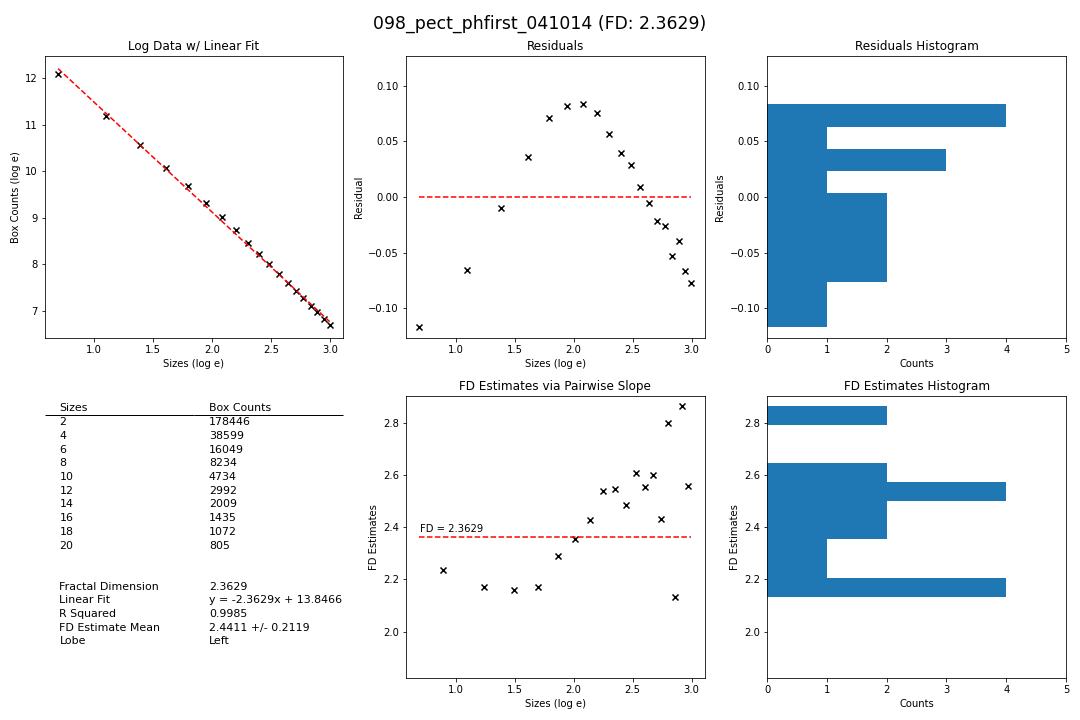 098_pect_phfirst_041014 (FD: 2.3629)
Log Data w/ Linear Fit
Box Counts (log e)
12
11
10
9
8
7
1.0 1.5 2.0 2.5 3.0
Sizes (log e)
Residuals
Residual
0.10
0.05
0.00
−0.05
−0.10
1.0 1.5 2.0 2.5 3.0
Sizes (log e)
Residuals Histogram
Residuals
0.10
0.05
0.00
−0.05
−0.10
0 1 2 3 4 5
Counts
Sizes Box Counts
2 178446
4 38599
6 16049
8 8234
10 4734
12 2992
14 2009
16 1435
18 1072
20 805
Fractal Dimension 2.3629
Linear Fit y = -2.3629x + 13.8466
R Squared 0.9985
FD Estimate Mean 2.4411 +/- 0.2119
Lobe Left
FD Estimates via Pairwise Slope
FD Estimates
2.8
2.6
2.4
2.2
2.0
FD = 2.3629
1.0 1.5 2.0 2.5 3.0
Sizes (log e)
FD Estimates Histogram
FD Estimates
2.8
2.6
2.4
2.2
2.0
0 1 2 3 4 5
Counts